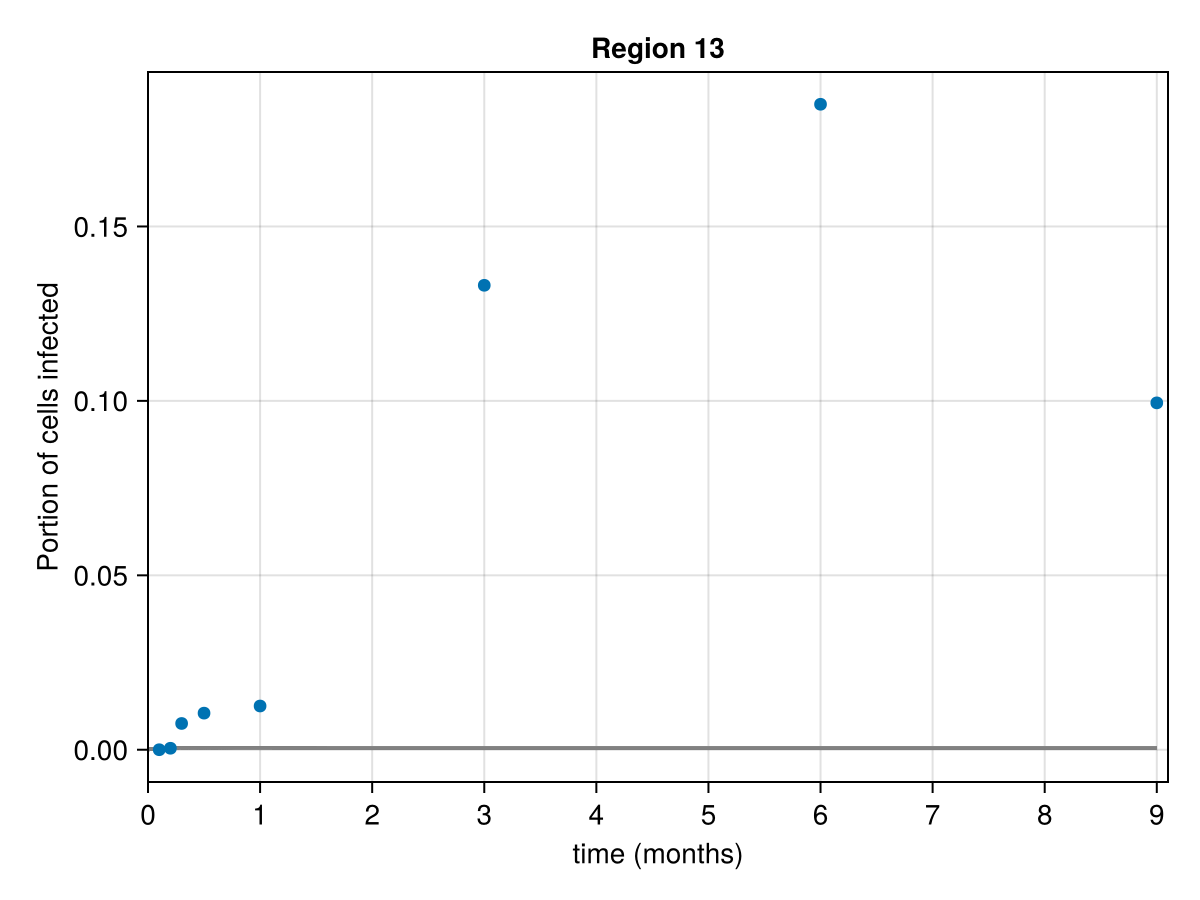 Region 13
Portion of cells infected
0.15
0.10
0.05
0.00
0 1 2 3 4 5 6 7 8 9
time (months)